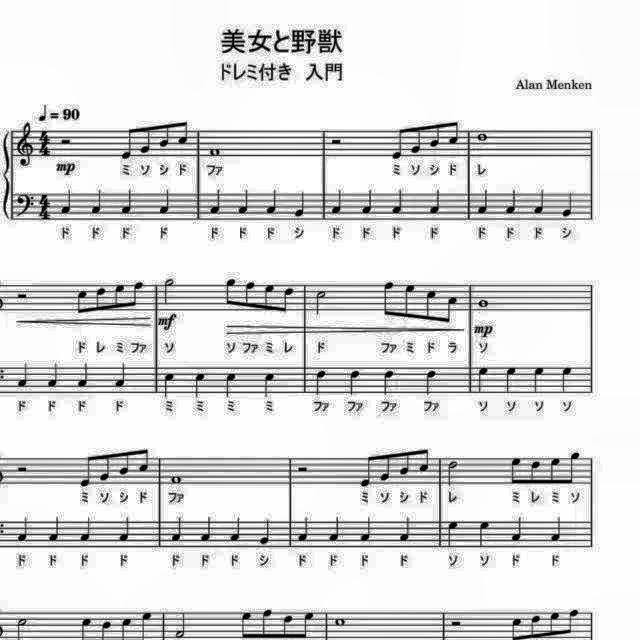 美女と野獣
ドレミ付き 入門
Alan Menken
♩ = 90
mp ミ ソ シ ド ファ ミ ソ シ ド レ
ド ド ド ド ド ド ド シ ド ド ド ド ド ド ド シ
mf
mp
ド レ ミ ファ ソ ソ ファ ミ レ ド ファ ミ ド ラ ソ
ド ド ド ド ミ ミ ミ ミ ファ ファ ファ ファ ソ ソ ソ ソ
ミ ソ シ ド ファ ミ ソ シ ド レ ミ レ ミ ソ
ド ド ド ド ド ド ド シ ド ド ド ド ソ ソ ド ド